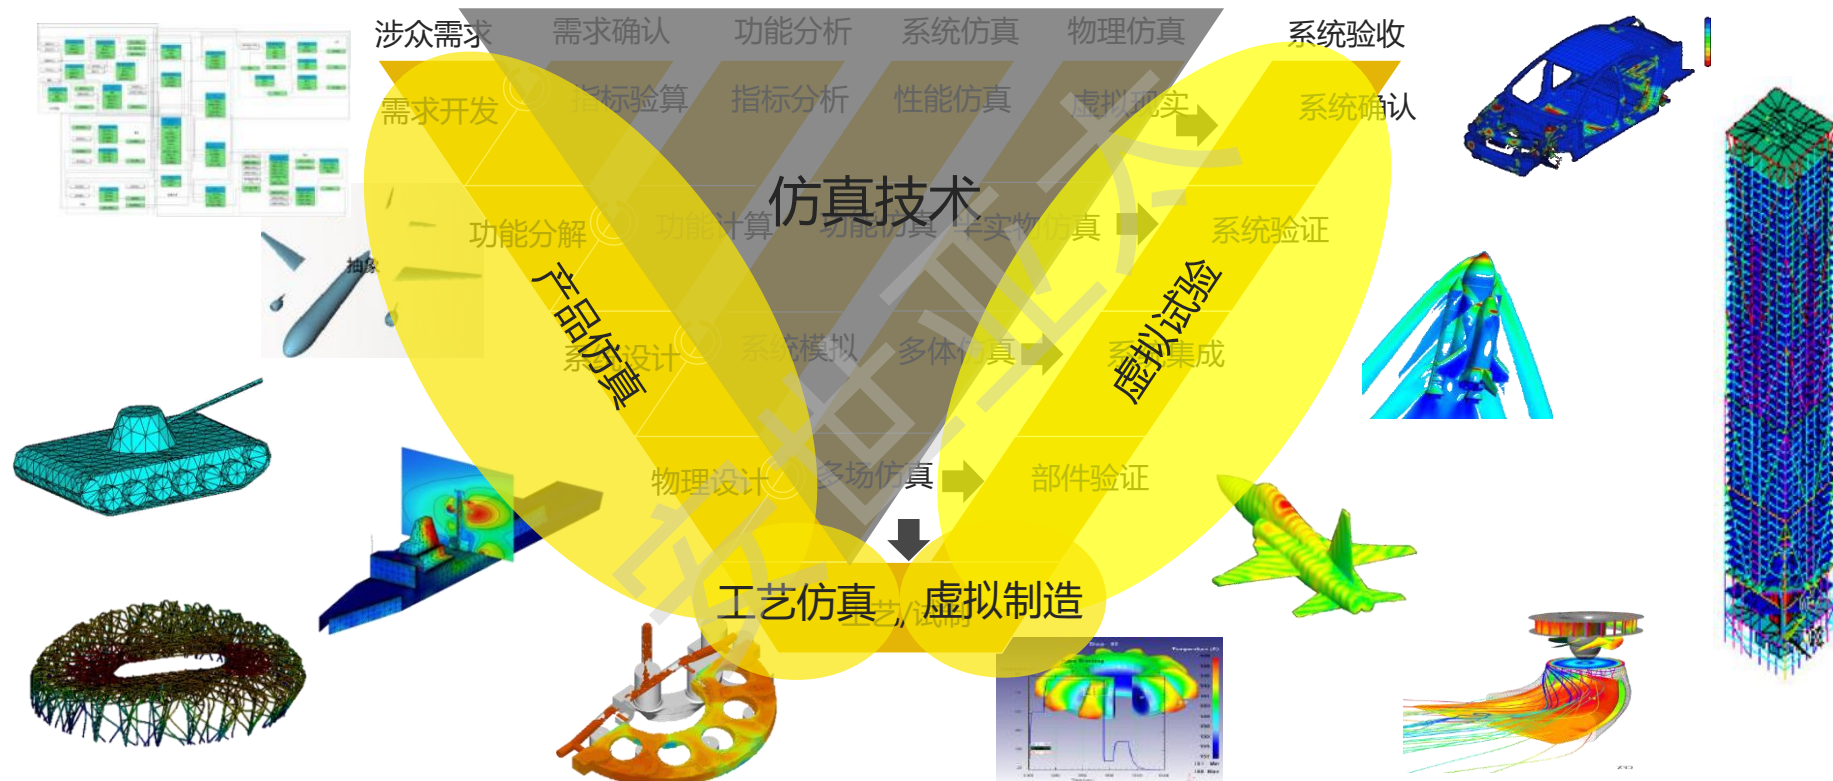 涉众需求 需求确认 功能分析 系统仿真 物理仿真 系统验收
需求开发 指标验算 指标分析 性能仿真 虚拟现实 系统确认
仿真技术
功能分解 功能计算 功能仿真 半实物仿真 系统验证
抽象
产品仿真
虚拟试验
系统设计 系统模拟 多体仿真 系统集成
物理设计 多场仿真 部件验证
工艺仿真 虚拟制造
工艺/试制
安世亚太